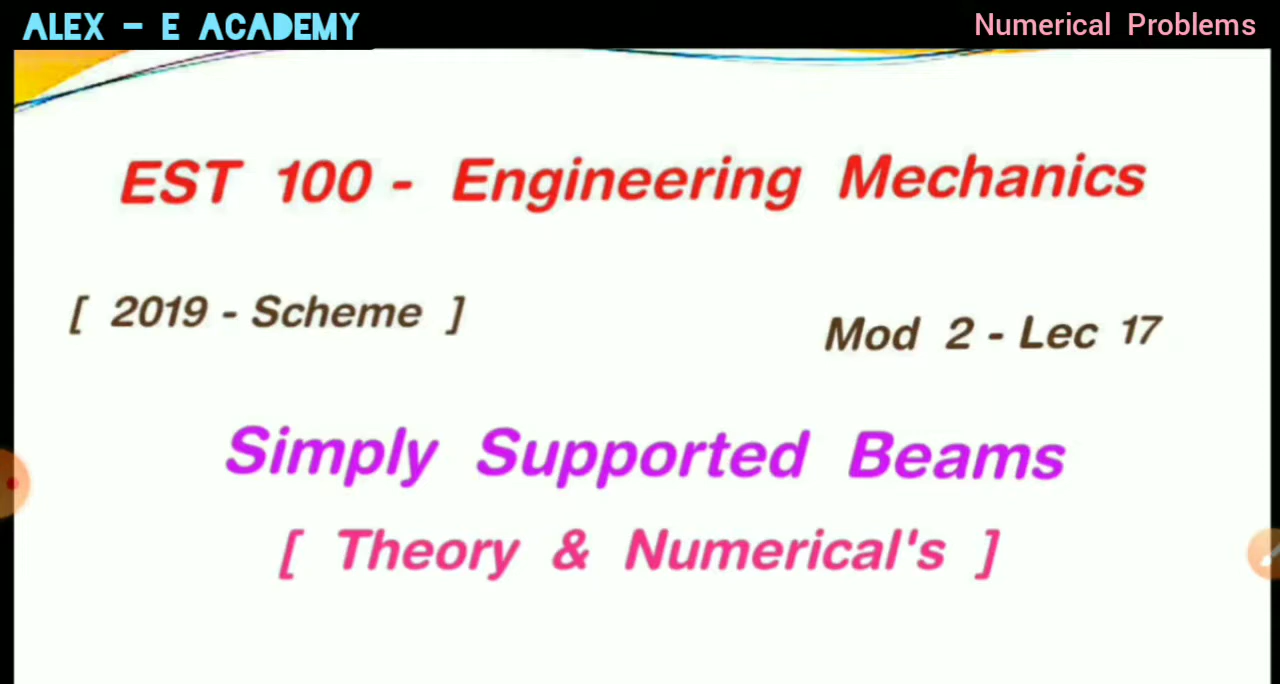 ALEX - E ACADEMY
Numerical Problems
EST 100 - Engineering Mechanics
[ 2019 - Scheme ]
Mod 2 - Lec 17
Simply Supported Beams
[ Theory & Numerical's ]